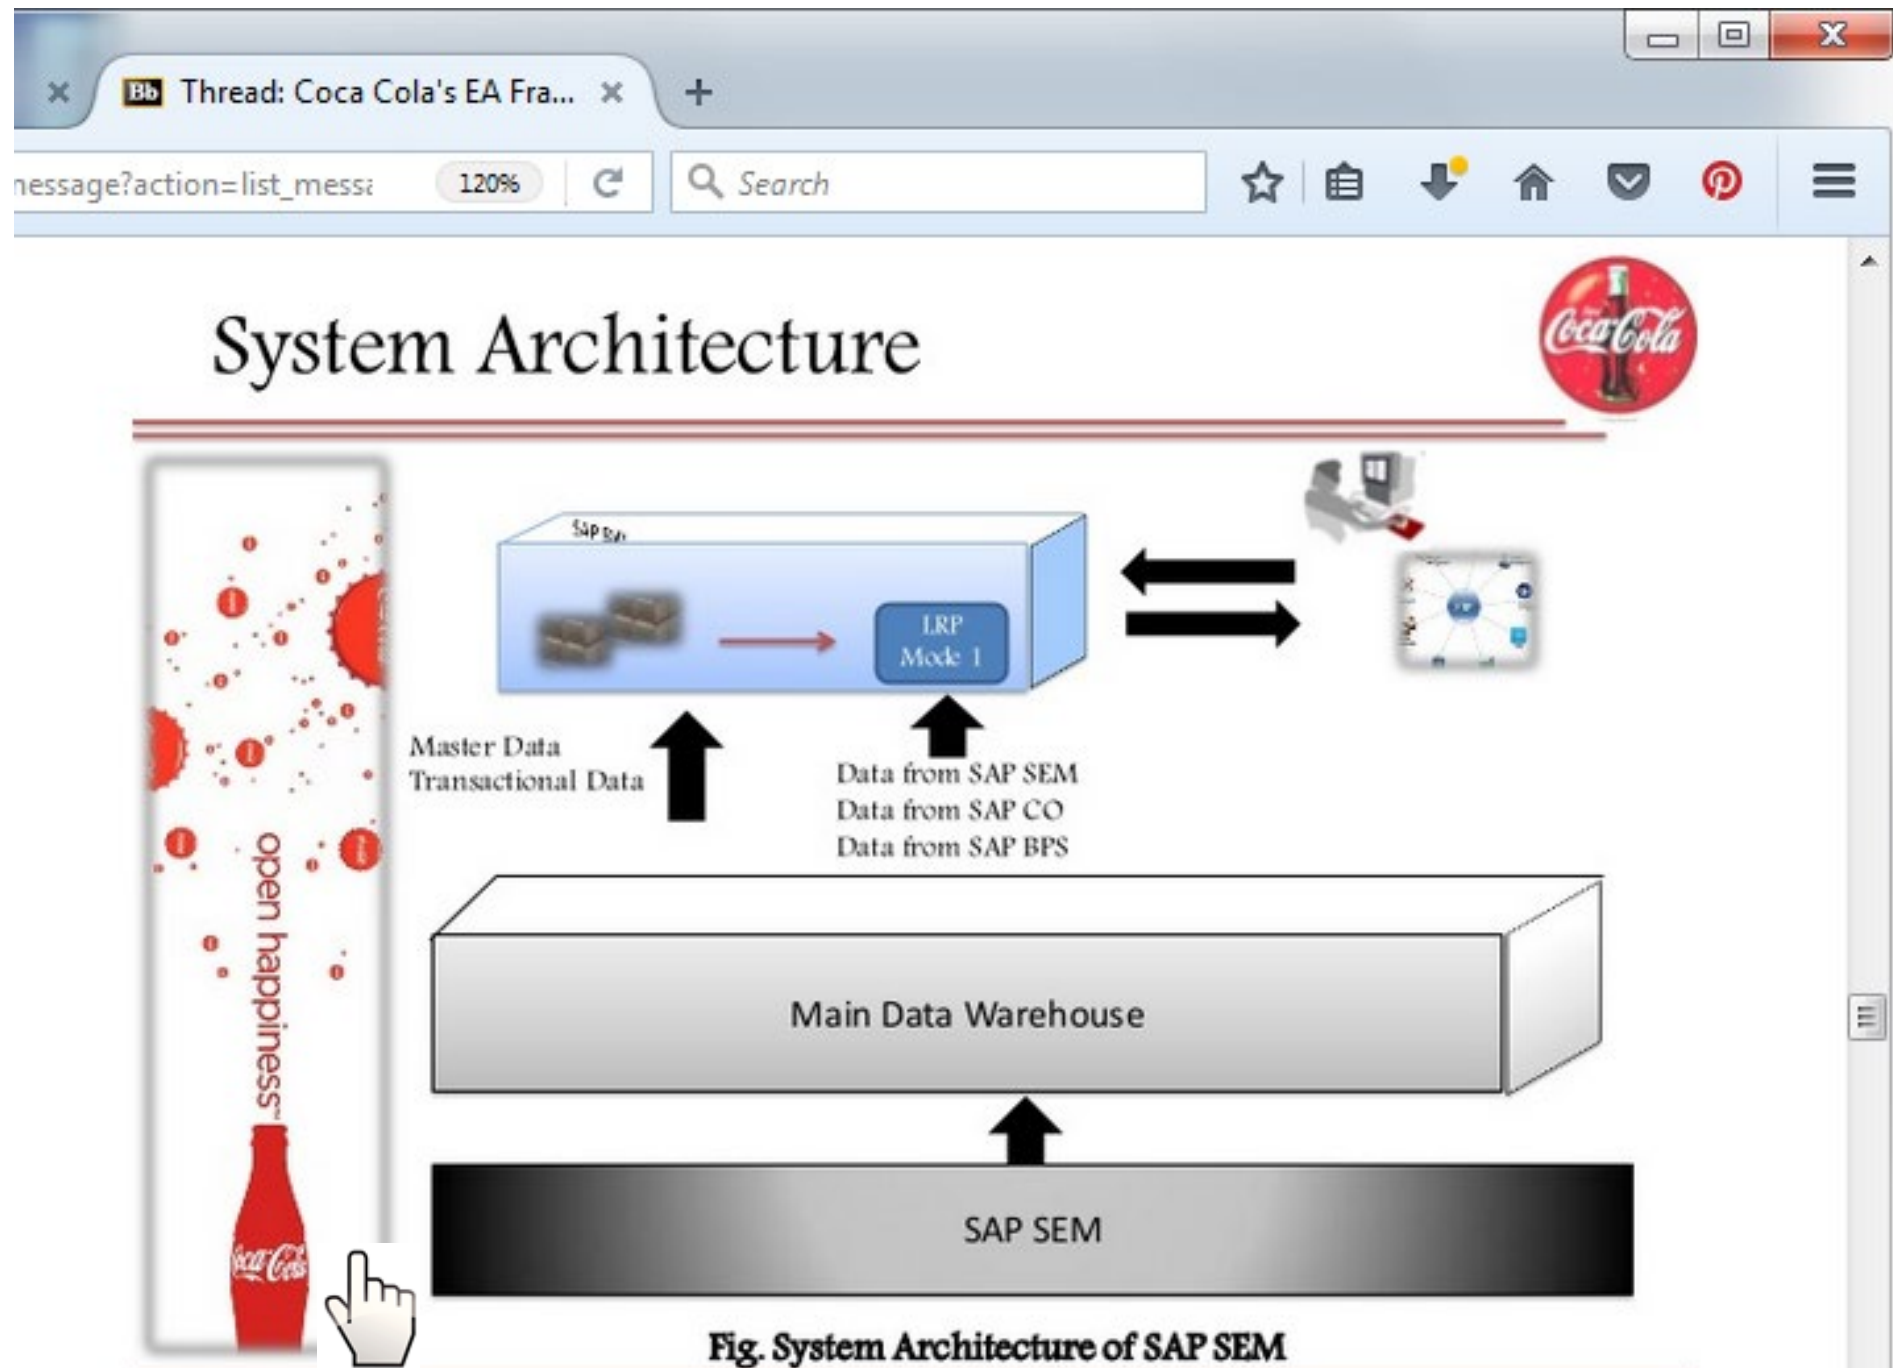 Thread: Coca Cola's EA Fra...
nessage?action=list_messa
120%
Search
System Architecture
Coca-Cola
SAP
LRP
Mode 1
Master Data
Transactional Data
Data from SAP SEM
Data from SAP CO
Data from SAP BPS
open happiness™
Main Data Warehouse
SAP SEM
Coca-Cola
Fig. System Architecture of SAP SEM